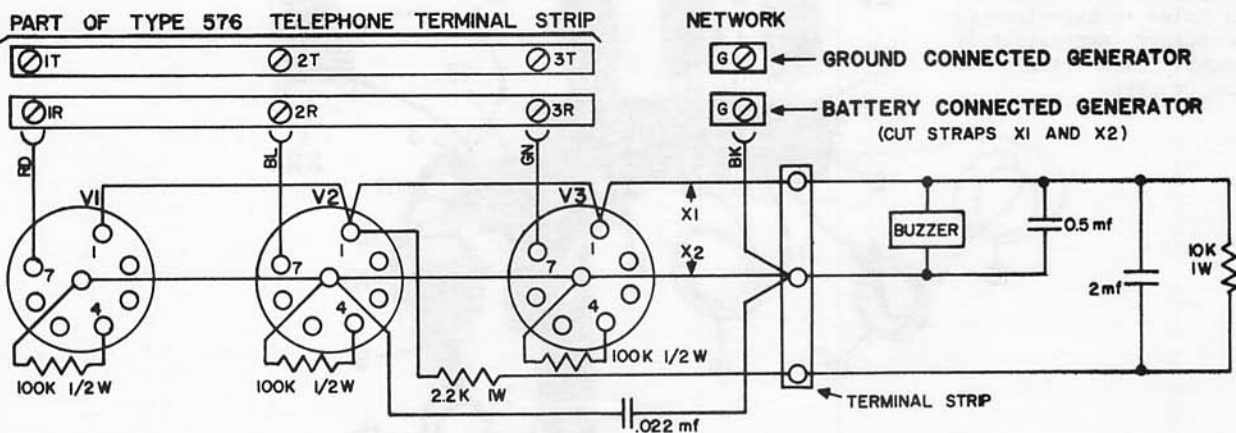 PART OF TYPE 576 TELEPHONE TERMINAL STRIP
NETWORK
1T
2T
3T
G
GROUND CONNECTED GENERATOR
1R
2R
3R
G
BATTERY CONNECTED GENERATOR
(CUT STRAPS X1 AND X2)
RD
BL
GN
BK
V1
V2
V3
X1
X2
1
1
1
7
7
7
4
4
4
BUZZER
0.5 mf
2 mf
10K
1W
100K 1/2 W
100K 1/2 W
100K 1/2 W
2.2 K 1W
.022 mf
TERMINAL STRIP